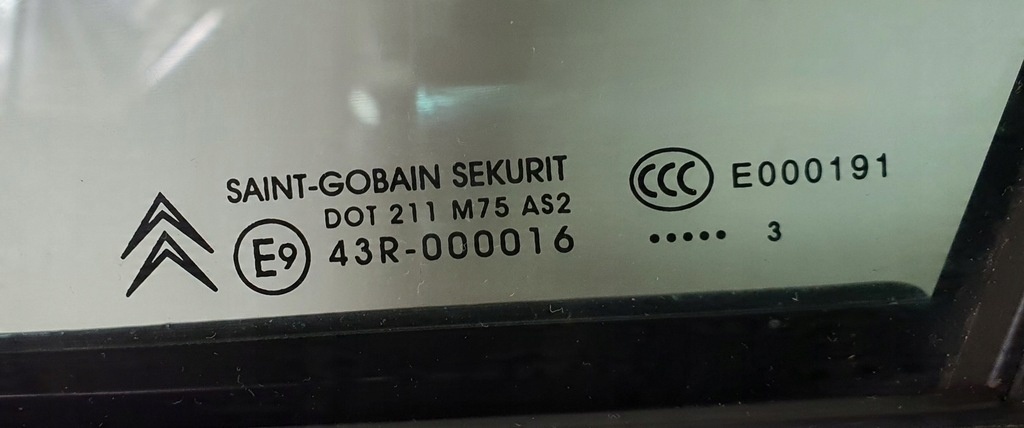 SAINT-GOBAIN SEKURIT
DOT 211 M75 AS2
E9 43R-000016
CCC E000191
••••• 3